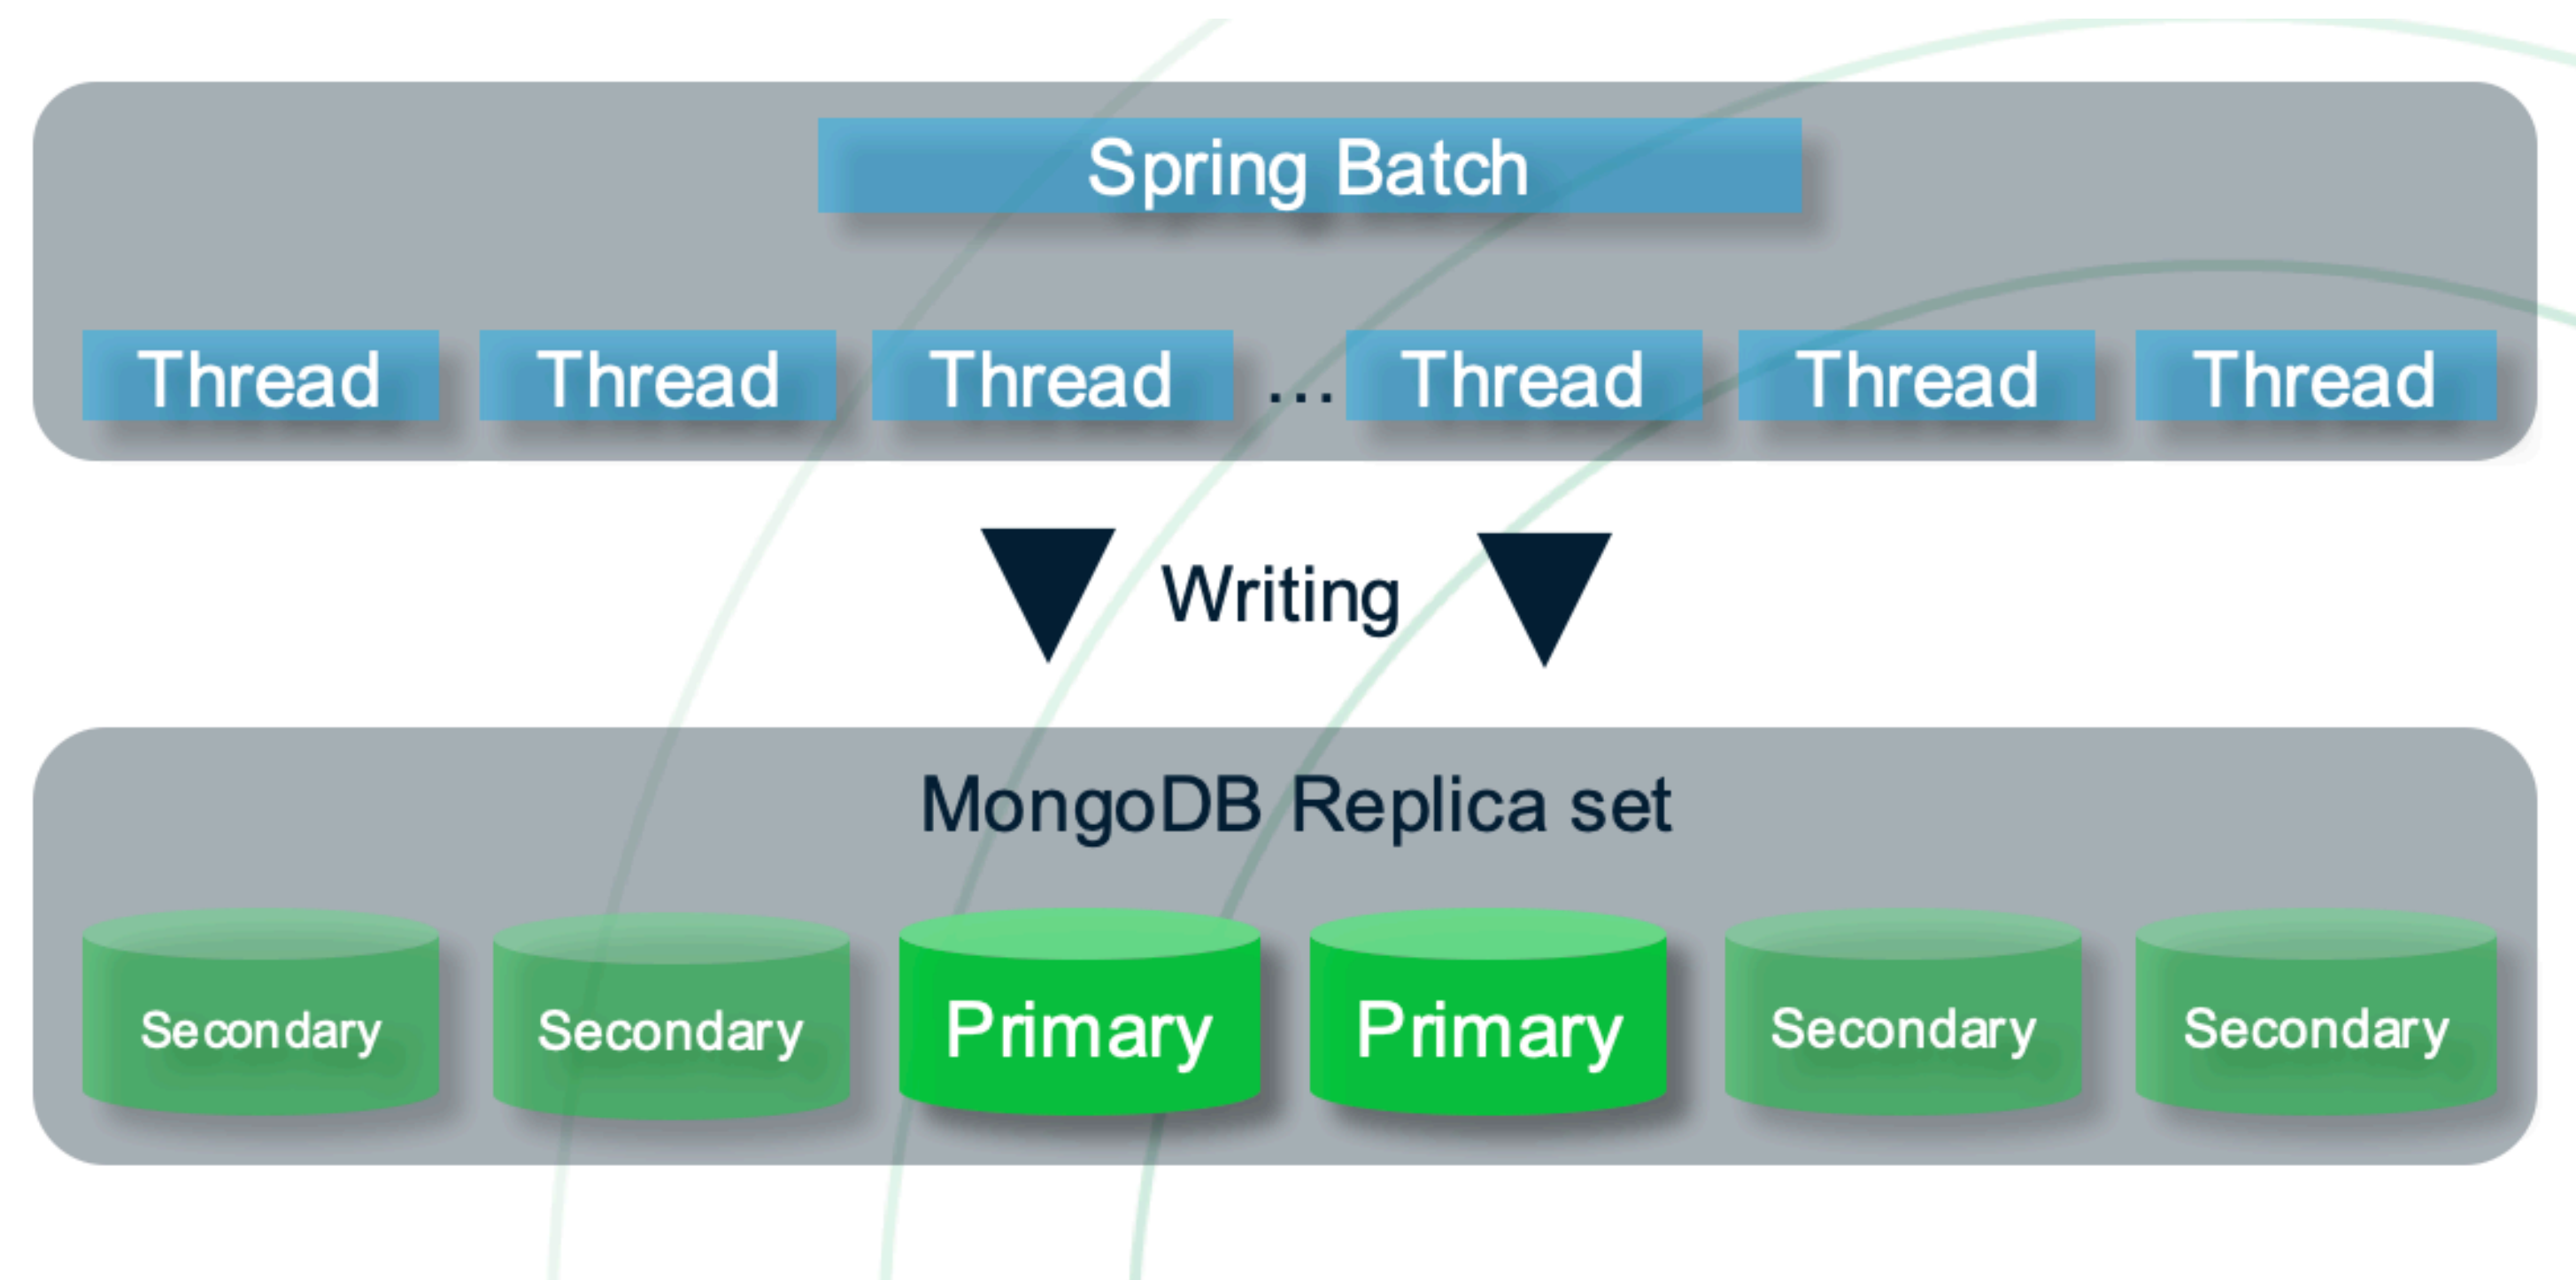 Spring Batch
Thread Thread Thread ... Thread Thread Thread
Writing
MongoDB Replica set
Secondary Secondary Primary Primary Secondary Secondary